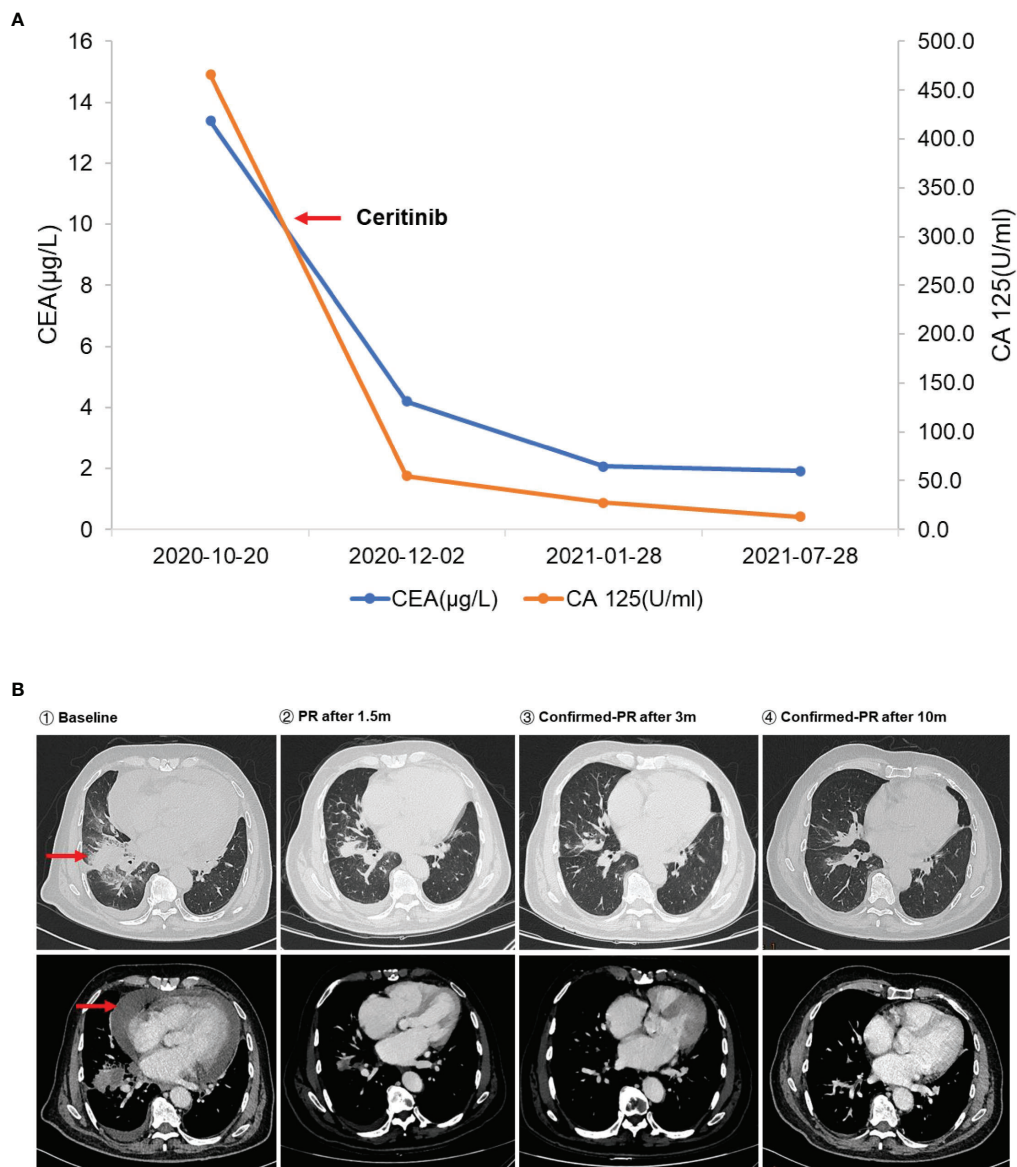 A
16
14
12
10
8
6
4
2
0
CEA(μg/L)
500.0
450.0
400.0
350.0
300.0
250.0
200.0
150.0
100.0
50.0
0.0
CA 125(U/ml)
Ceritinib
2020-10-20 2020-12-02 2021-01-28 2021-07-28
CEA(μg/L) CA 125(U/ml)
B
① Baseline ② PR after 1.5m ③ Confirmed-PR after 3m ④ Confirmed-PR after 10m